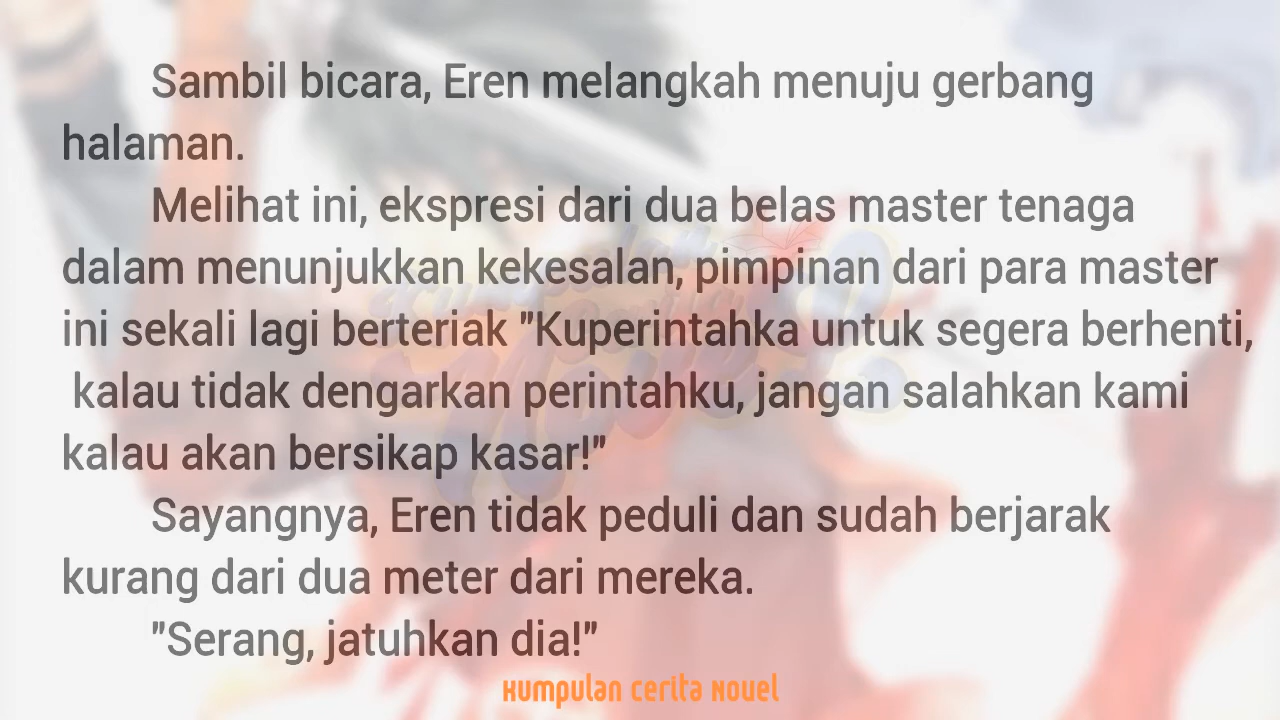 Sambil bicara, Eren melangkah menuju gerbang
halaman.
Melihat ini, ekspresi dari dua belas master tenaga
dalam menunjukkan kekesalan, pimpinan dari para master
ini sekali lagi berteriak "Kuperintahka untuk segera berhenti,
kalau tidak dengarkan perintahku, jangan salahkan kami
kalau akan bersikap kasar!"
Sayangnya, Eren tidak peduli dan sudah berjarak
kurang dari dua meter dari mereka.
"Serang, jatuhkan dia!"
Kumpulan cerita Novel